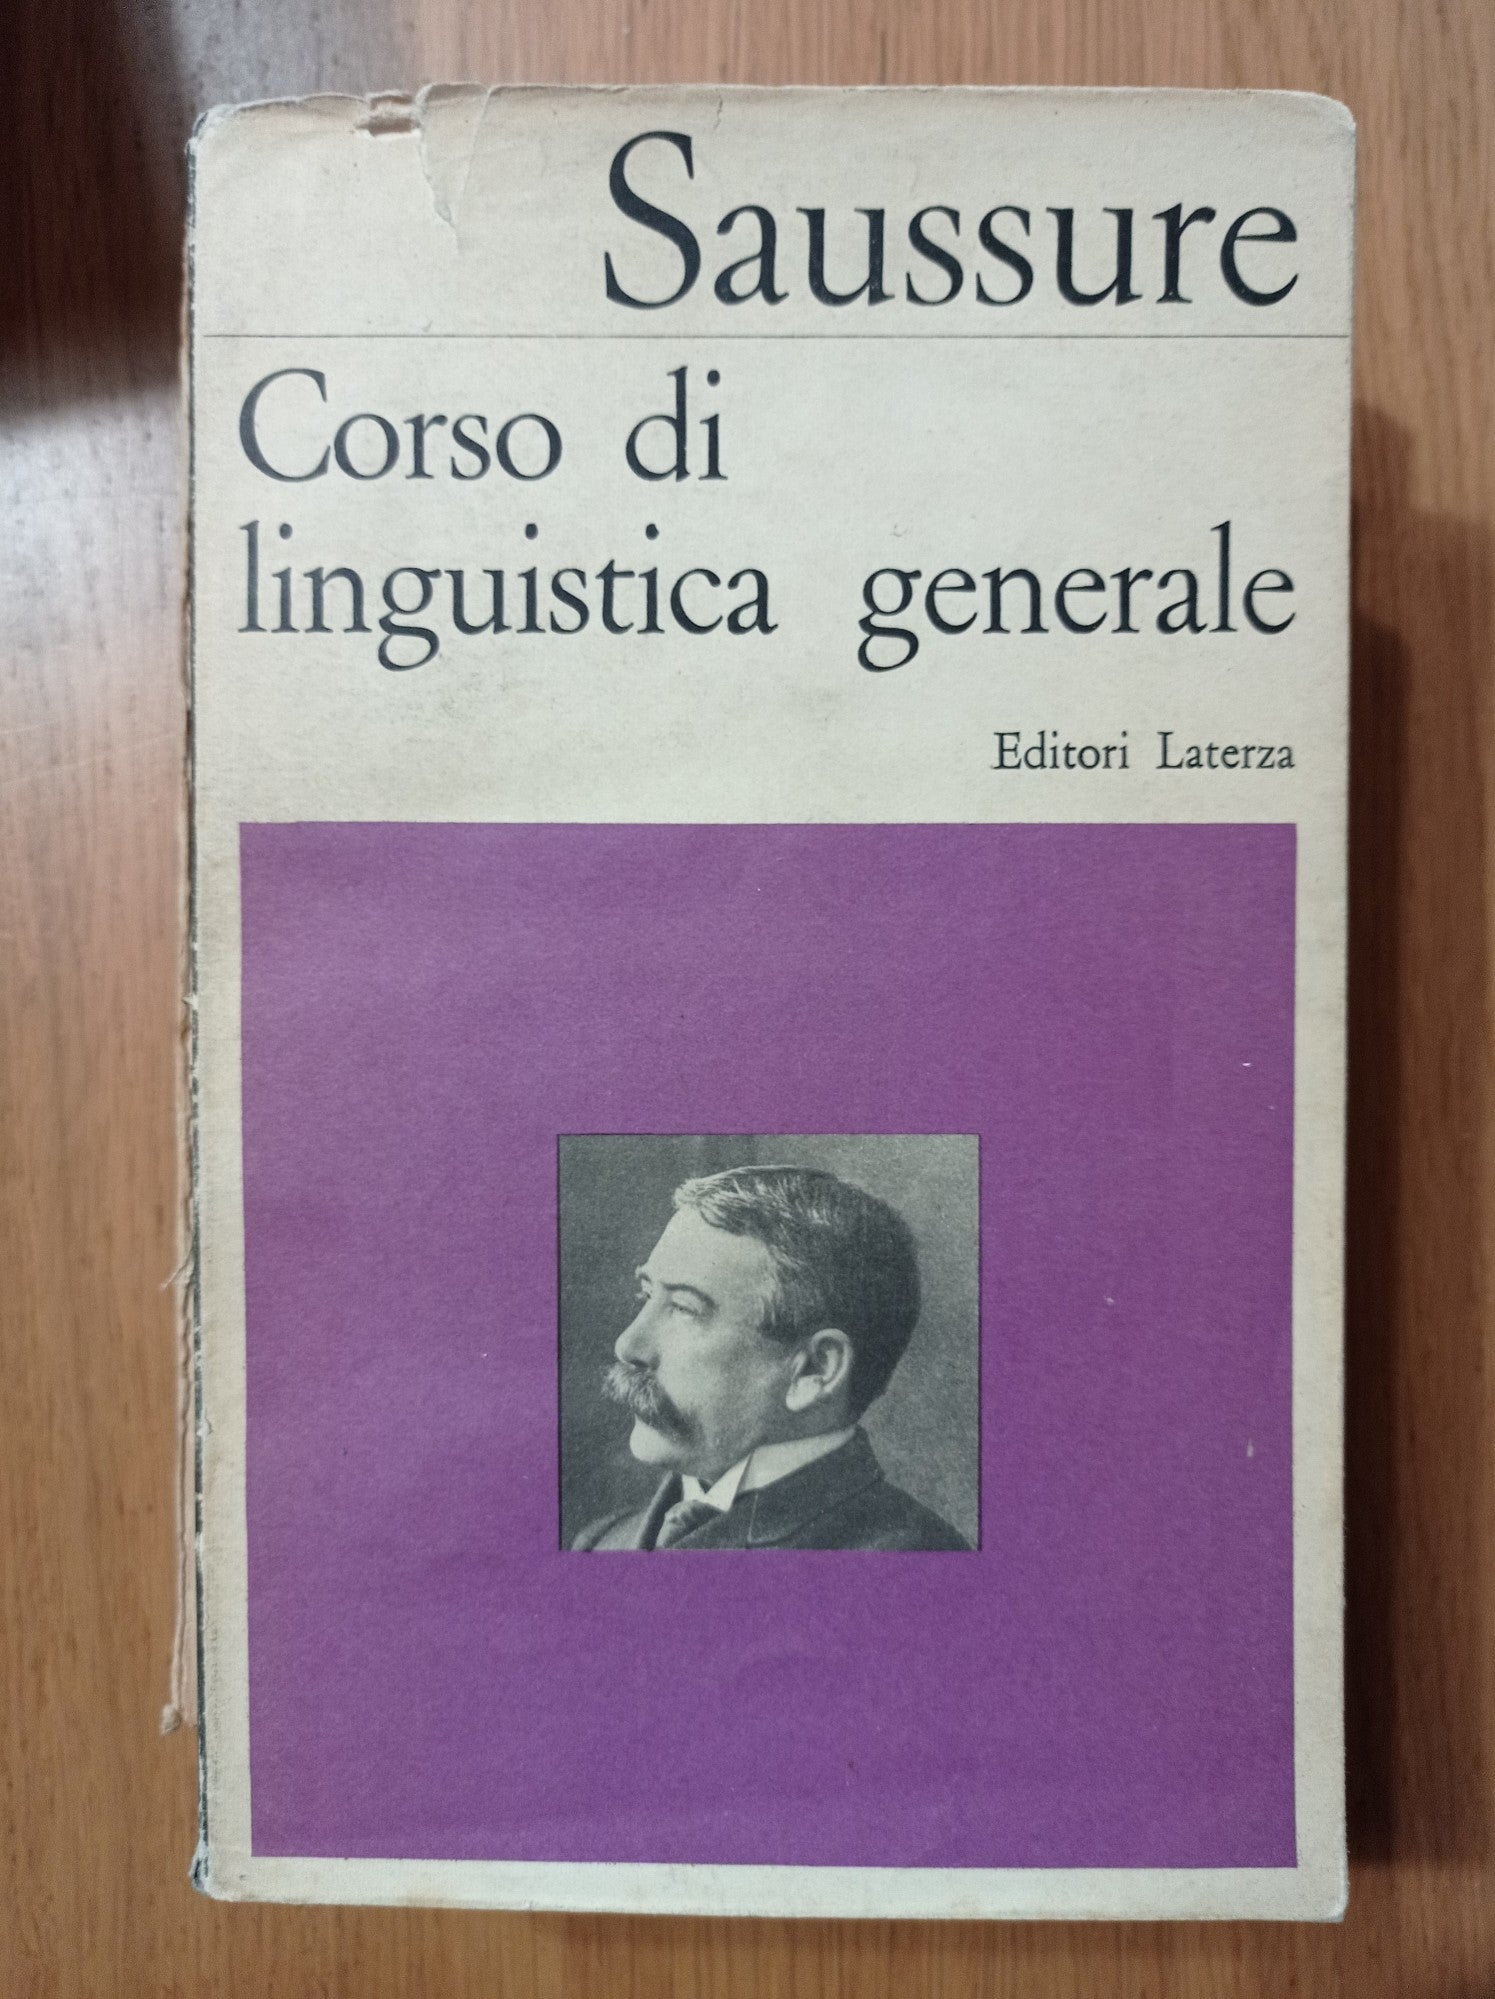 Saussure
Corso di
linguistica generale
Editori Laterza